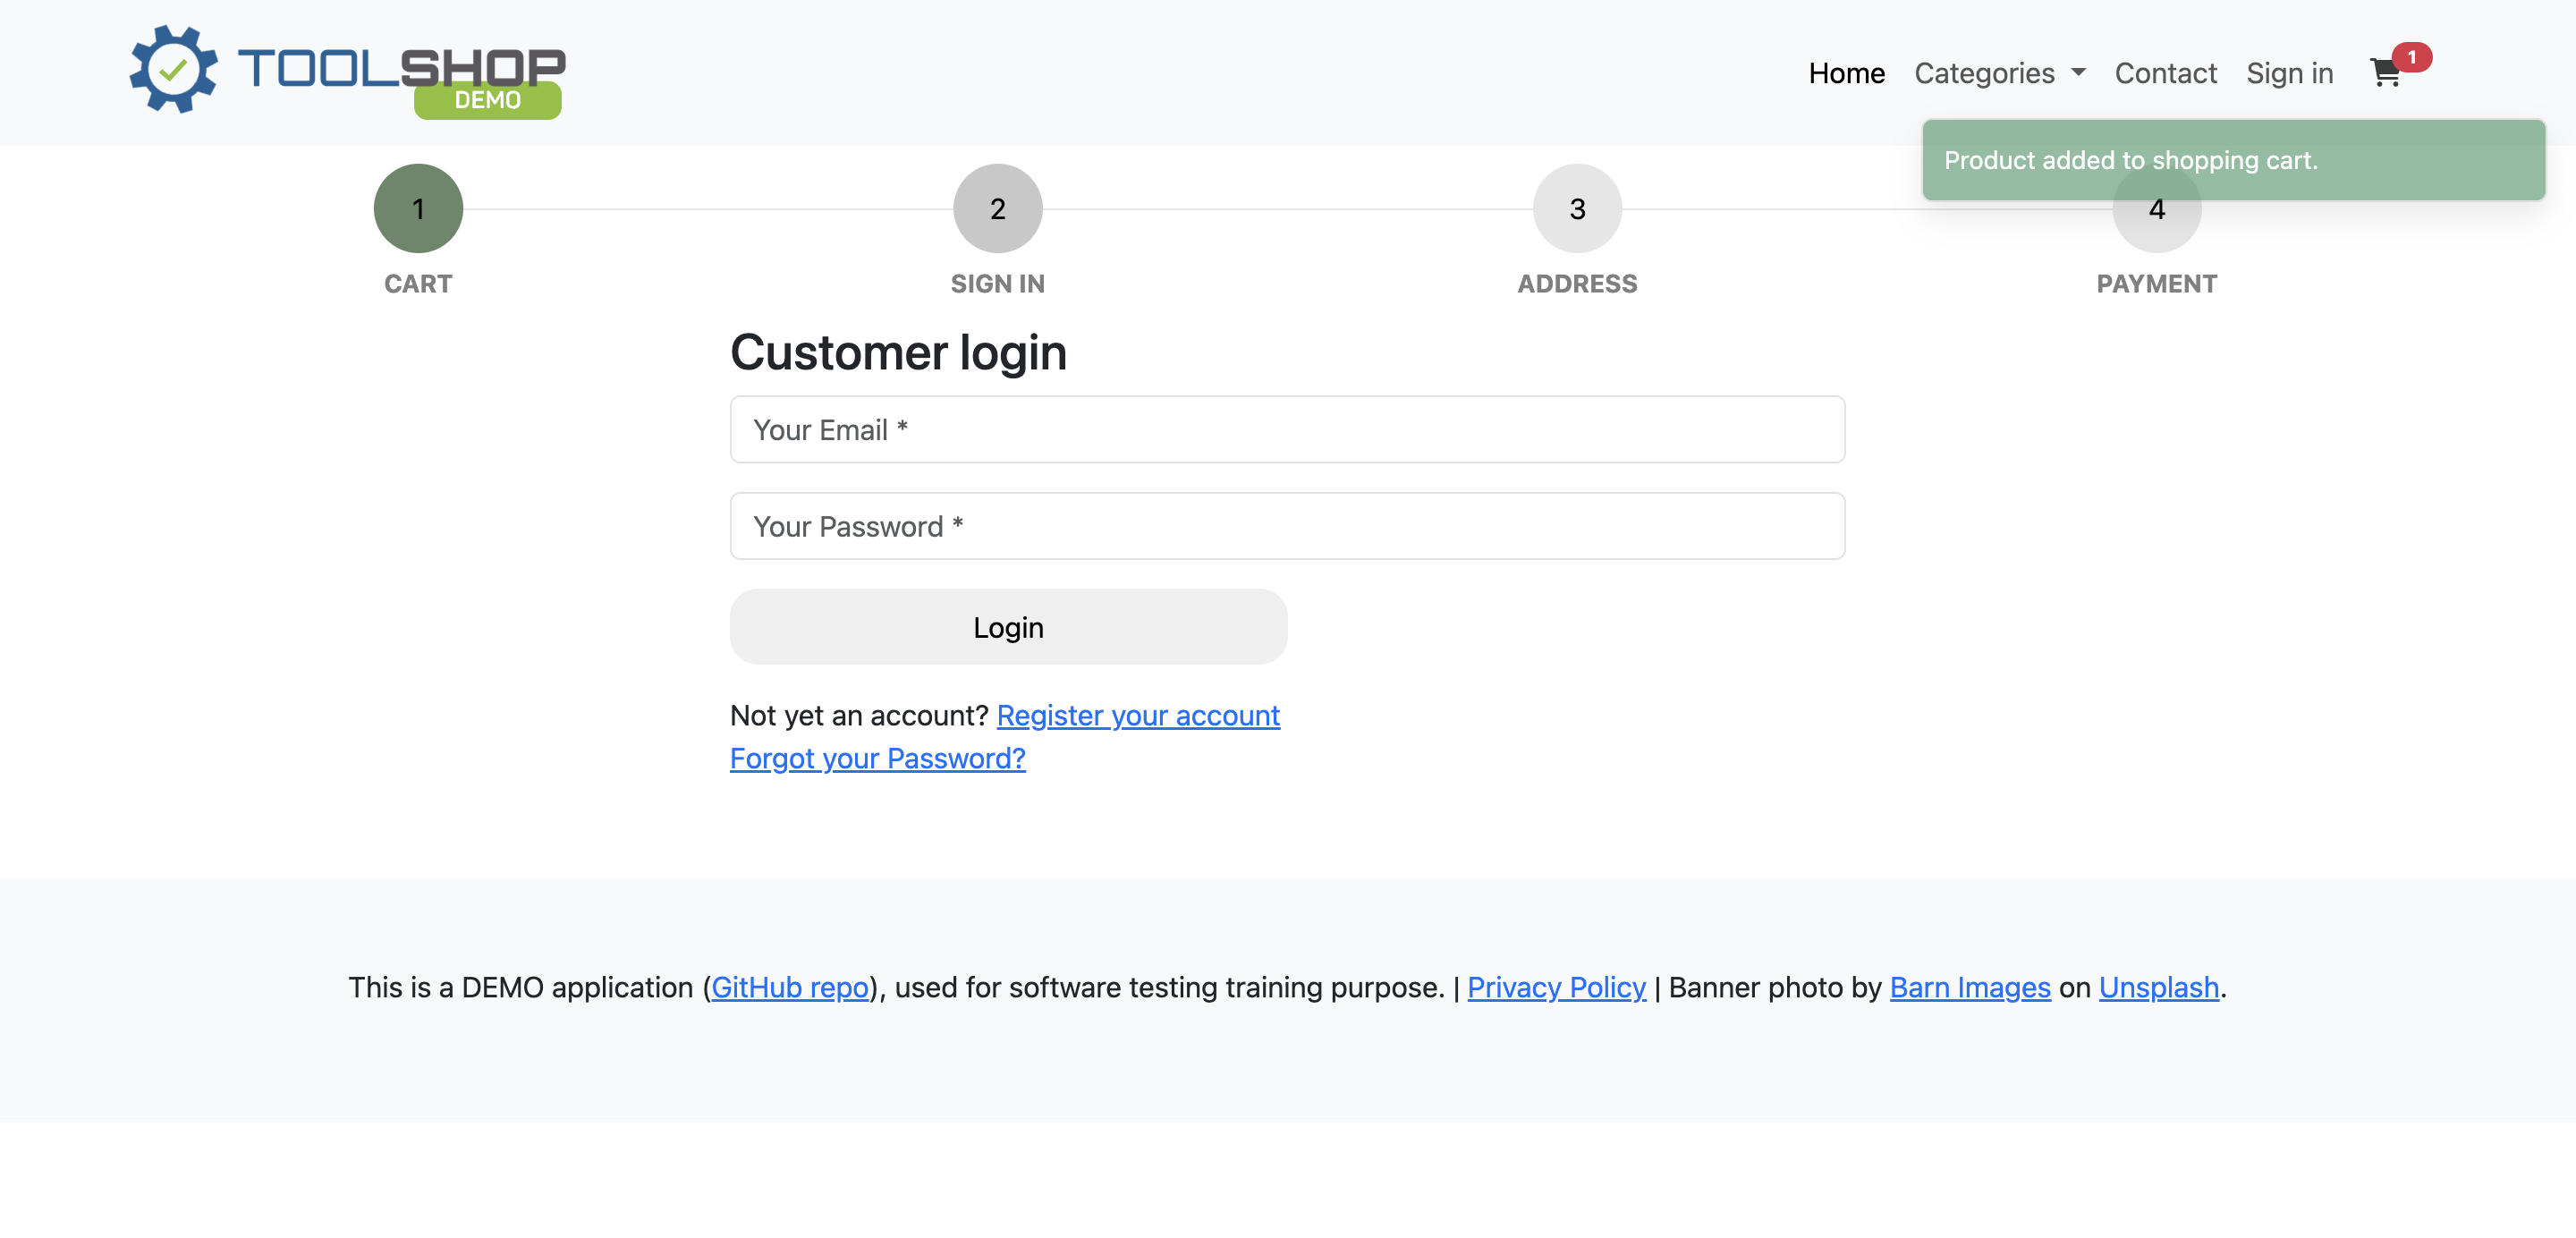 TOOLSHOP
DEMO
Home Categories Contact Sign in 1
Product added to shopping cart.
1 2 3 4
CART SIGN IN ADDRESS PAYMENT
Customer login
Your Email *
Your Password *
Login
Not yet an account? Register your account
Forgot your Password?
This is a DEMO application (GitHub repo), used for software testing training purpose. | Privacy Policy | Banner photo by Barn Images on Unsplash.